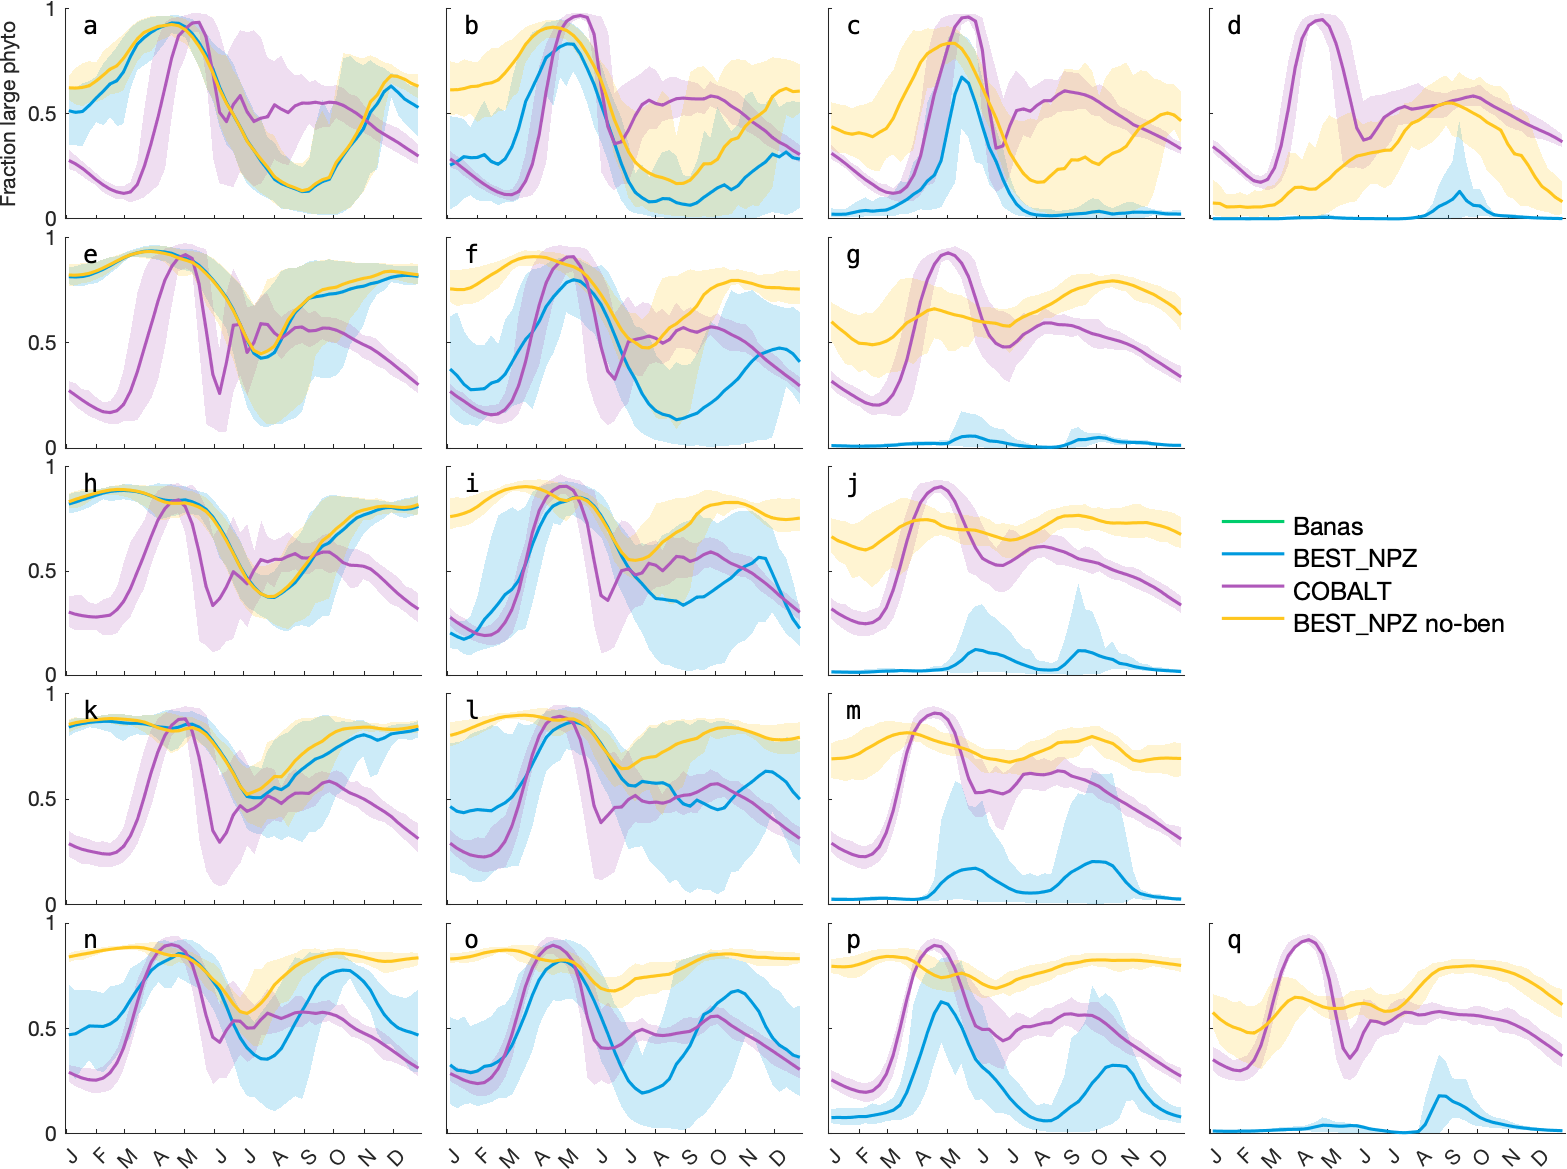 Fraction large phyto
1
0.5
0
a
b
c
d
1
0.5
0
e
f
g
1
0.5
0
h
i
j
Banas
BEST_NPZ
COBALT
BEST_NPZ no-ben
1
0.5
0
k
l
m
1
0.5
0
n
o
p
q
J F M A M J J A S O N D
J F M A M J J A S O N D
J F M A M J J A S O N D
J F M A M J J A S O N D